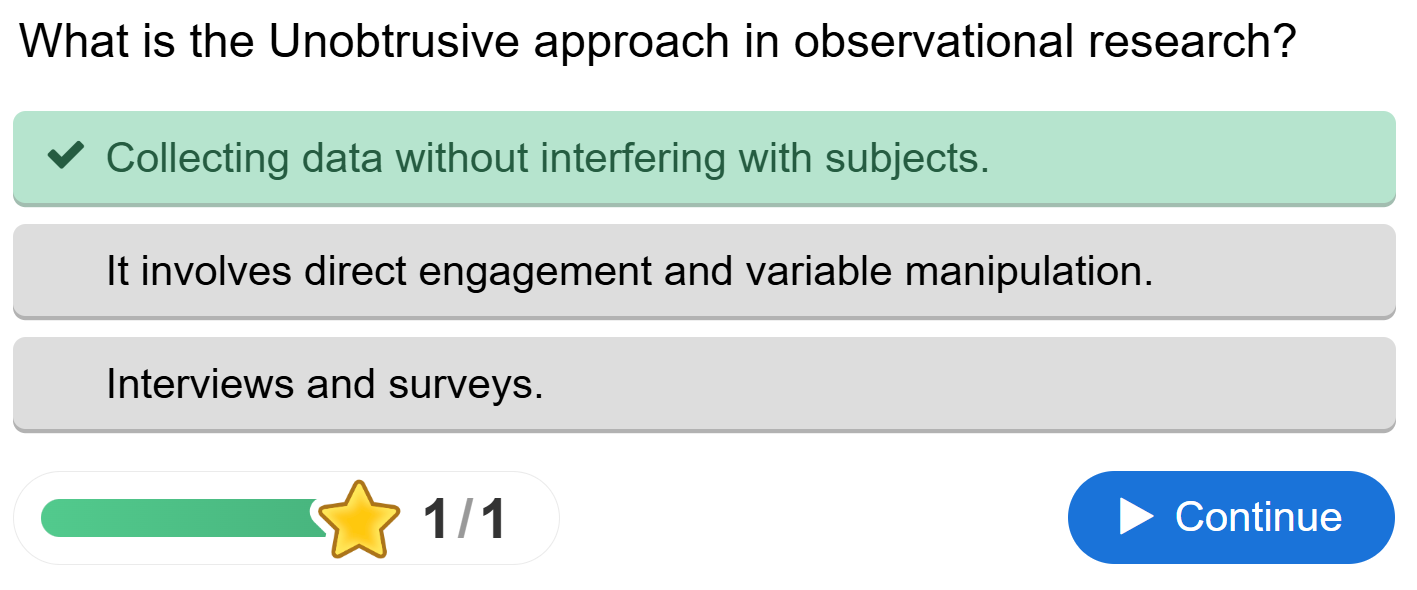 What is the Unobtrusive approach in observational research?
Collecting data without interfering with subjects.
It involves direct engagement and variable manipulation.
Interviews and surveys.
1/1
Continue